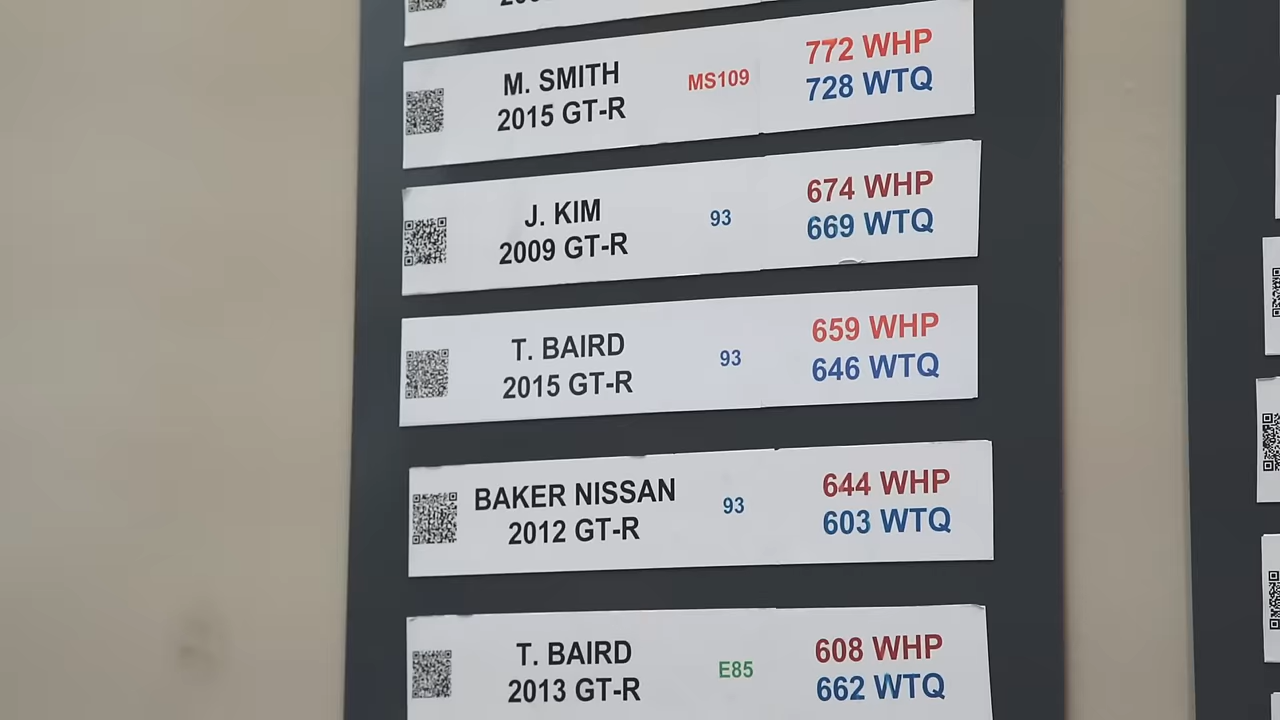 M. SMITH
2015 GT-R
MS109
772 WHP
728 WTQ
J. KIM
2009 GT-R
93
674 WHP
669 WTQ
T. BAIRD
2015 GT-R
93
659 WHP
646 WTQ
BAKER NISSAN
2012 GT-R
93
644 WHP
603 WTQ
T. BAIRD
2013 GT-R
E85
608 WHP
662 WTQ